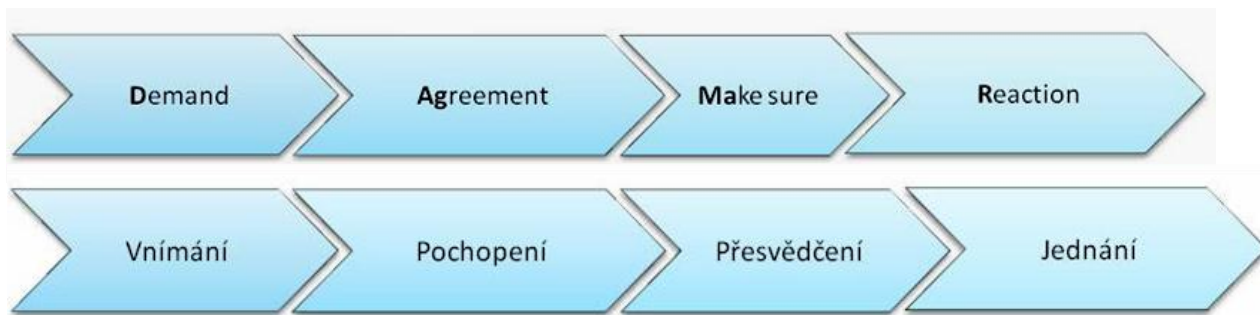 Demand Agreement Make sure Reaction
Vnímání Pochopení Přesvědčení Jednání